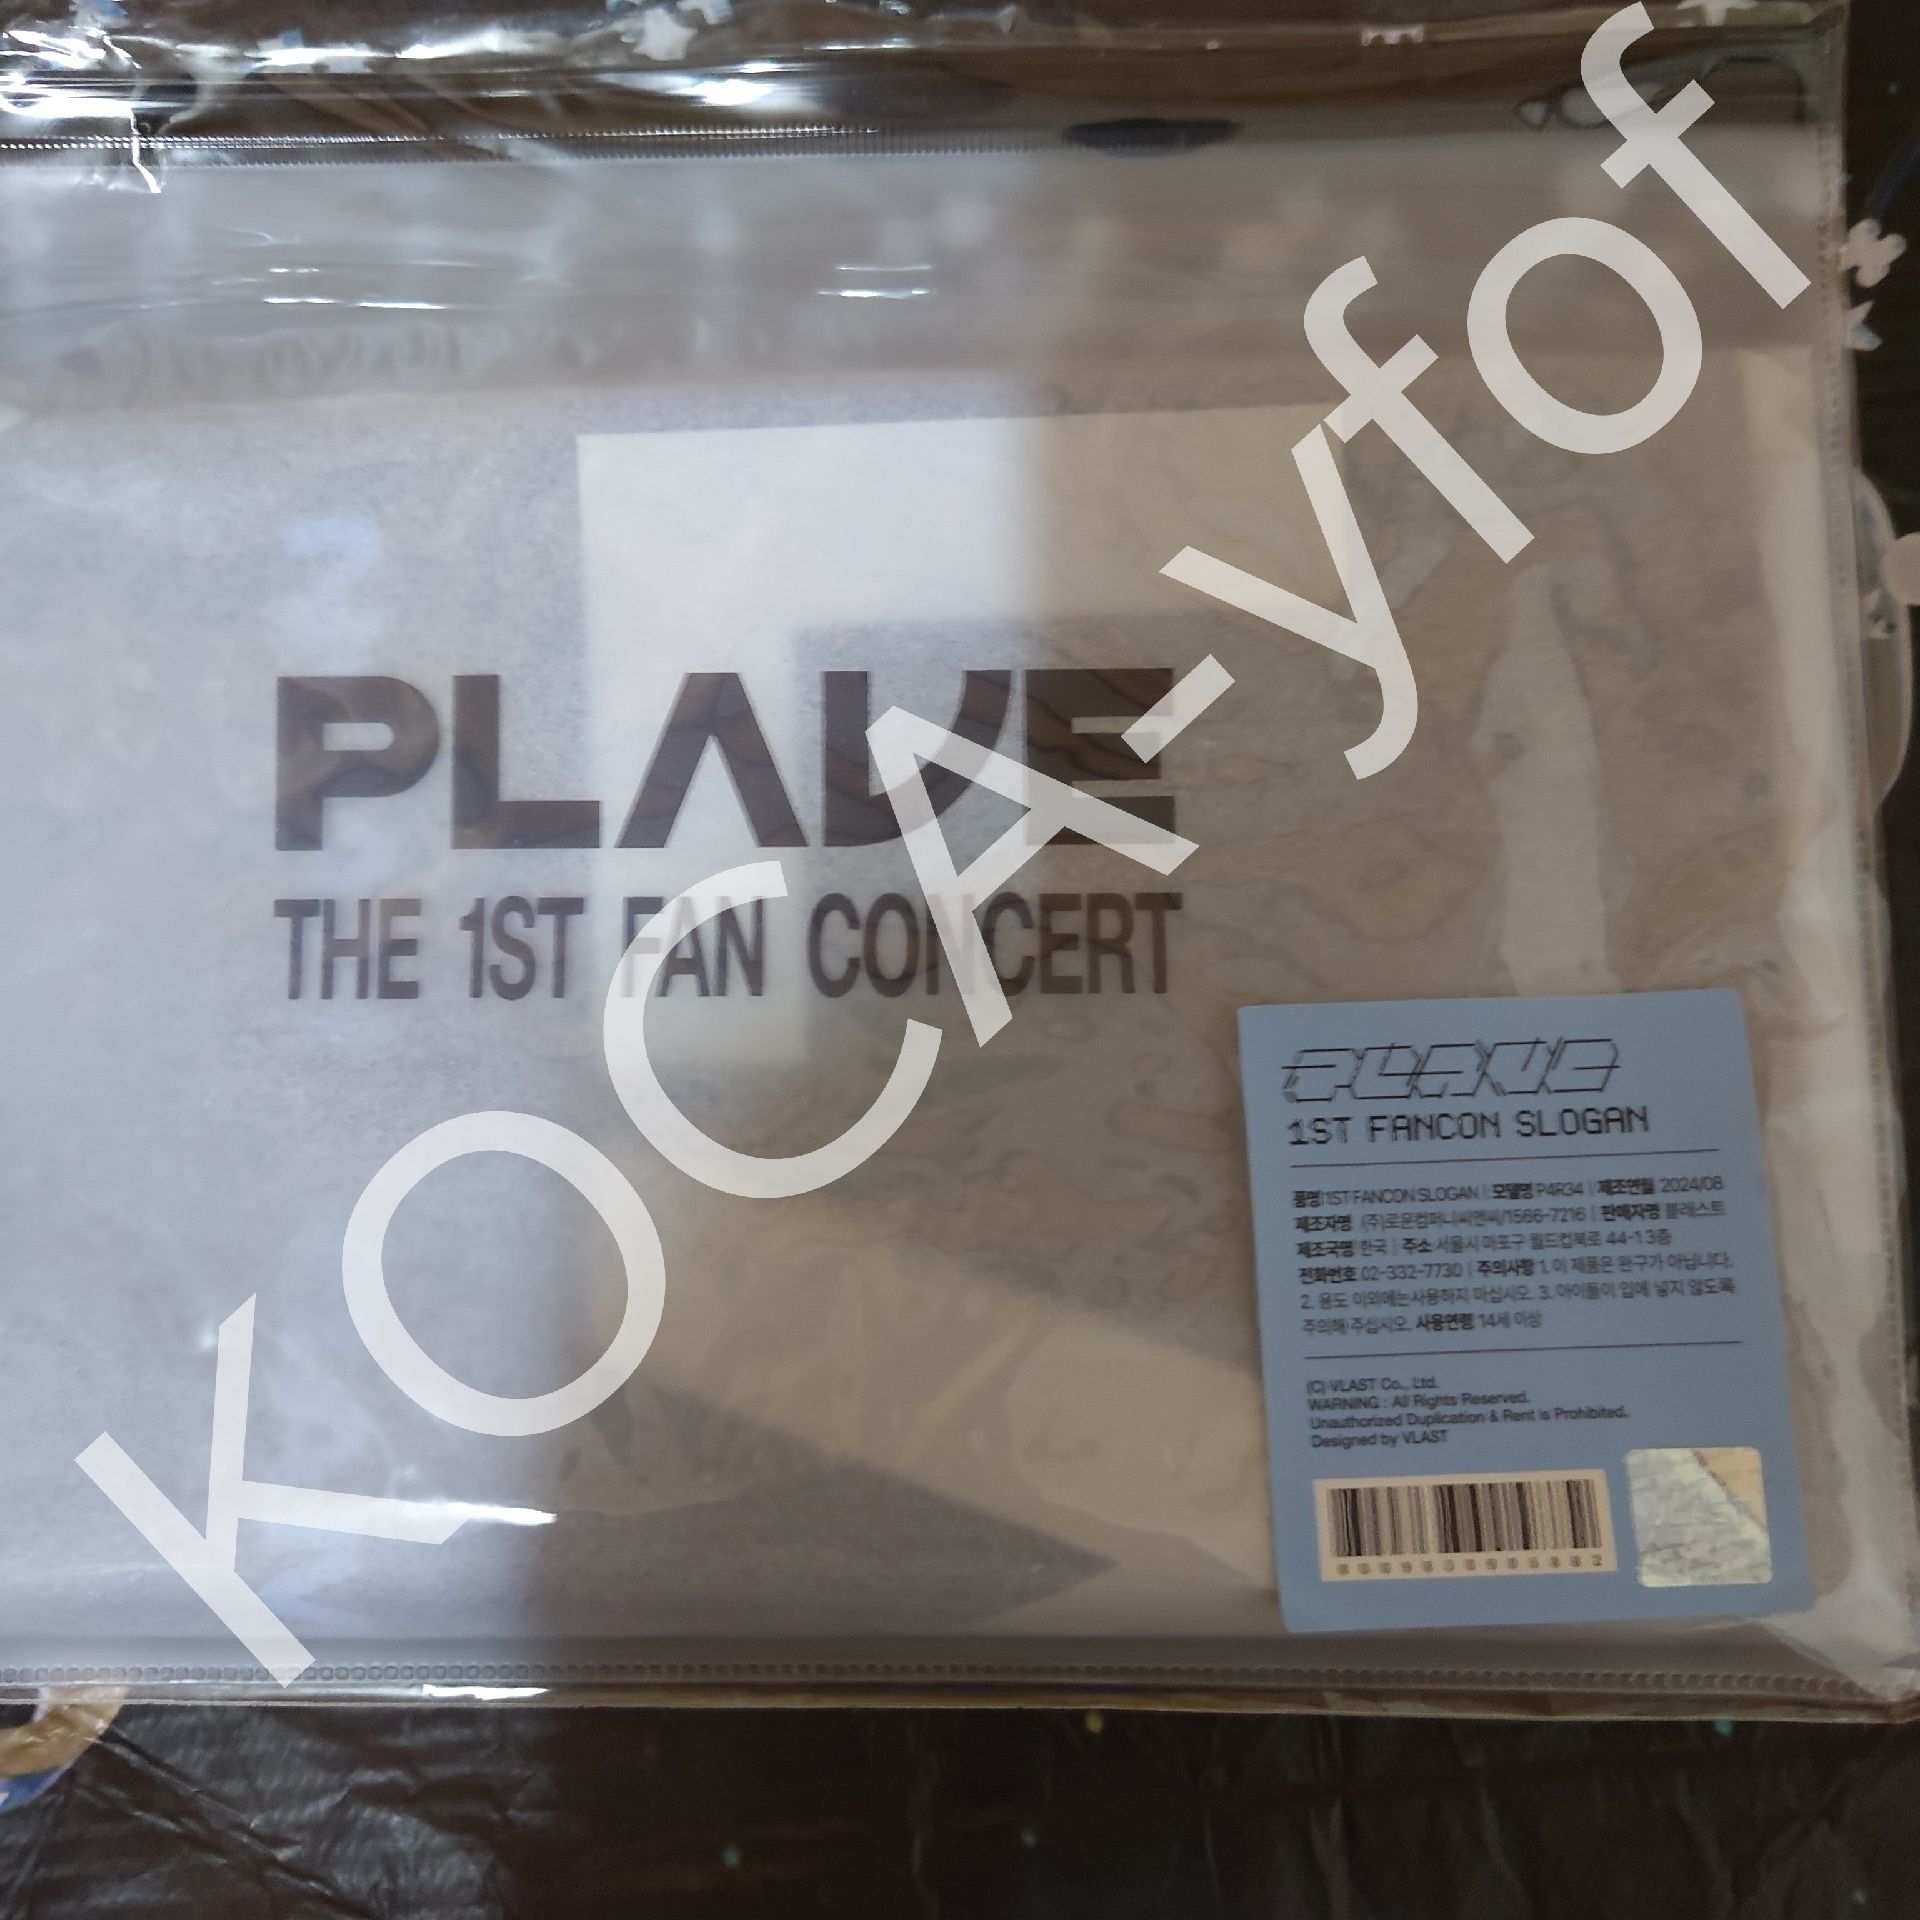 PLAVE
THE 1ST FAN CONCERT
KOCA-yfof
PLAVE
1ST FANCON SLOGAN
품명 1ST FANCON SLOGAN | 모델명 P4R34 | 제조연월 2024/08
제조자명 (주)로운컴퍼니씨앤씨/1566-7216 | 판매자명 블래스트
제조국명 한국 | 주소 서울시 마포구 월드컵북로 44-1 3층
전화번호 02-332-7730 | 주의사항 1. 이 제품은 완구가 아닙니다.
2. 용도 이외에는 사용하지 마십시오. 3. 아이들이 입에 넣지 않도록
주의해 주십시오. 사용연령 14세 이상
(C) VLAST Co., Ltd.
WARNING : All Rights Reserved.
Unauthorized Duplication & Rent is Prohibited.
Designed by VLAST